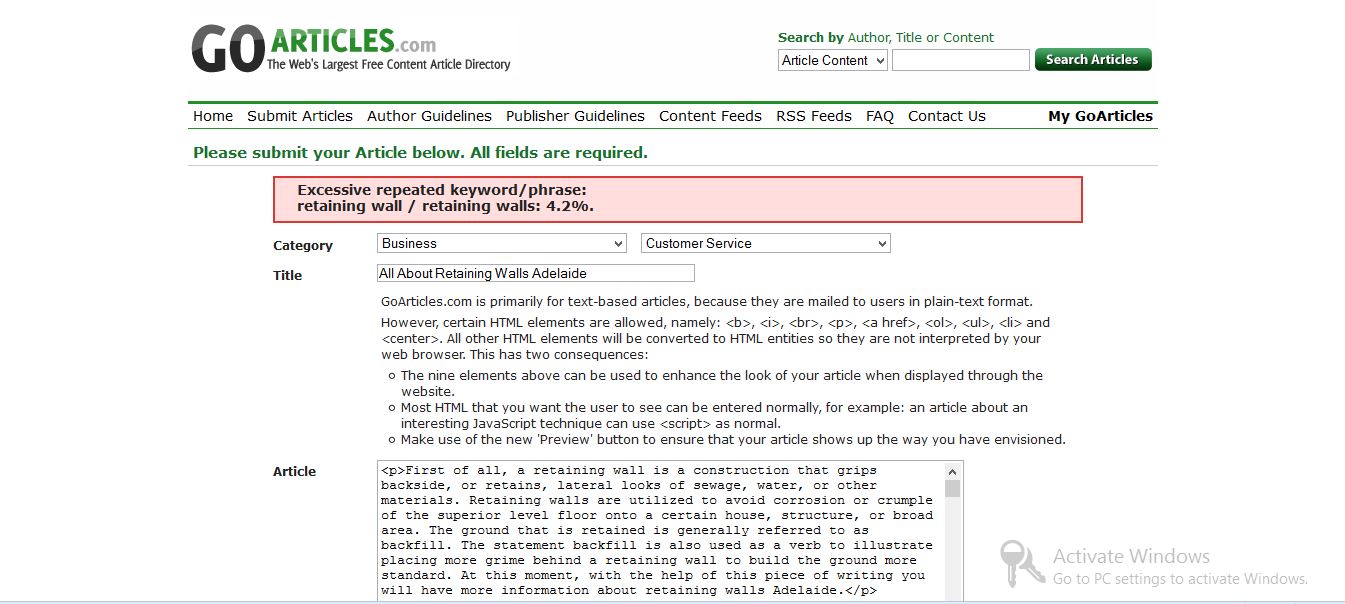 GO ARTICLES.com
The Web's Largest Free Content Article Directory
Search by Author, Title or Content
Article Content
Search Articles
Home Submit Articles Author Guidelines Publisher Guidelines Content Feeds RSS Feeds FAQ Contact Us My GoArticles
Please submit your Article below. All fields are required.
Excessive repeated keyword/phrase:
retaining wall / retaining walls: 4.2%.
Category Business Customer Service
Title All About Retaining Walls Adelaide
GoArticles.com is primarily for text-based articles, because they are mailed to users in plain-text format.
However, certain HTML elements are allowed, namely: <b>, <i>, <br>, <p>, <a href>, <ol>, <ul>, <li> and
<center>. All other HTML elements will be converted to HTML entities so they are not interpreted by your
web browser. This has two consequences:
The nine elements above can be used to enhance the look of your article when displayed through the
website.
Most HTML that you want the user to see can be entered normally, for example: an article about an
interesting JavaScript technique can use <script> as normal.
Make use of the new 'Preview' button to ensure that your article shows up the way you have envisioned.
Article
<p>First of all, a retaining wall is a construction that grips
backside, or retains, lateral looks of sewage, water, or other
materials. Retaining walls are utilized to avoid corrosion or crumple
of the superior level floor onto a certain house, structure, or broad
area. The ground that is retained is generally referred to as
backfill. The statement backfill is also used as a verb to illustrate
placing more grime behind a retaining wall to build the ground more
standard. At this moment, with the help of this piece of writing you
will have more information about retaining walls Adelaide.</p>
Activate Windows
Go to PC settings to activate Windows.